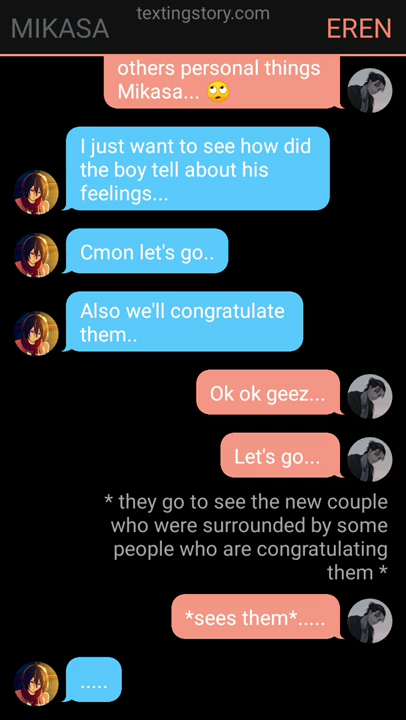 textingstory.com
MIKASA
EREN
others personal things
Mikasa... 🙄
I just want to see how did
the boy tell about his
feelings...
Cmon let's go..
Also we'll congratulate
them..
Ok ok geez...
Let's go...
* they go to see the new couple
who were surrounded by some
people who are congratulating
them *
*sees them*.....
.....